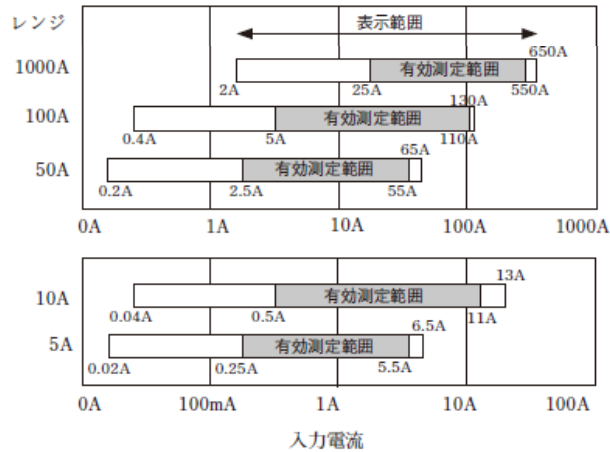 レンジ
表示範囲
650A
1000A
有効測定範囲
2A
25A
550A
130A
100A
有効測定範囲
0.4A
5A
110A
65A
50A
有効測定範囲
0.2A
2.5A
55A
0A 1A 10A 100A 1000A
13A
10A
有効測定範囲
0.04A
0.5A
11A
6.5A
5A
有効測定範囲
0.02A
0.25A
5.5A
0A 100mA 1A 10A 100A
入力電流